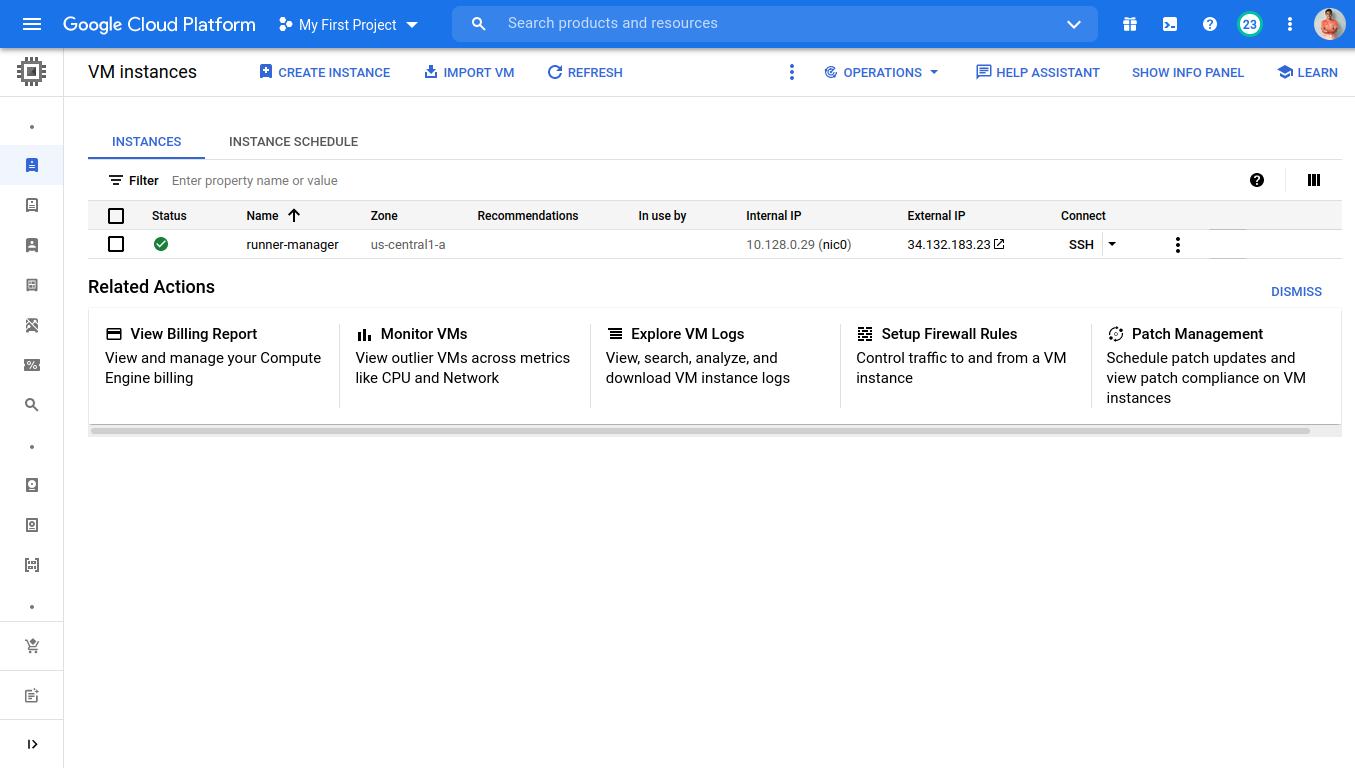 Google Cloud Platform
My First Project
Search products and resources
23
VM instances
CREATE INSTANCE
IMPORT VM
REFRESH
OPERATIONS
HELP ASSISTANT
SHOW INFO PANEL
LEARN
INSTANCES
INSTANCE SCHEDULE
Filter
Enter property name or value
Status Name Zone Recommendations In use by Internal IP External IP Connect
runner-manager us-central1-a 10.128.0.29 (nic0) 34.132.183.23 SSH
Related Actions
DISMISS
View Billing Report
View and manage your Compute
Engine billing
Monitor VMs
View outlier VMs across metrics
like CPU and Network
Explore VM Logs
View, search, analyze, and
download VM instance logs
Setup Firewall Rules
Control traffic to and from a VM
instance
Patch Management
Schedule patch updates and
view patch compliance on VM
instances